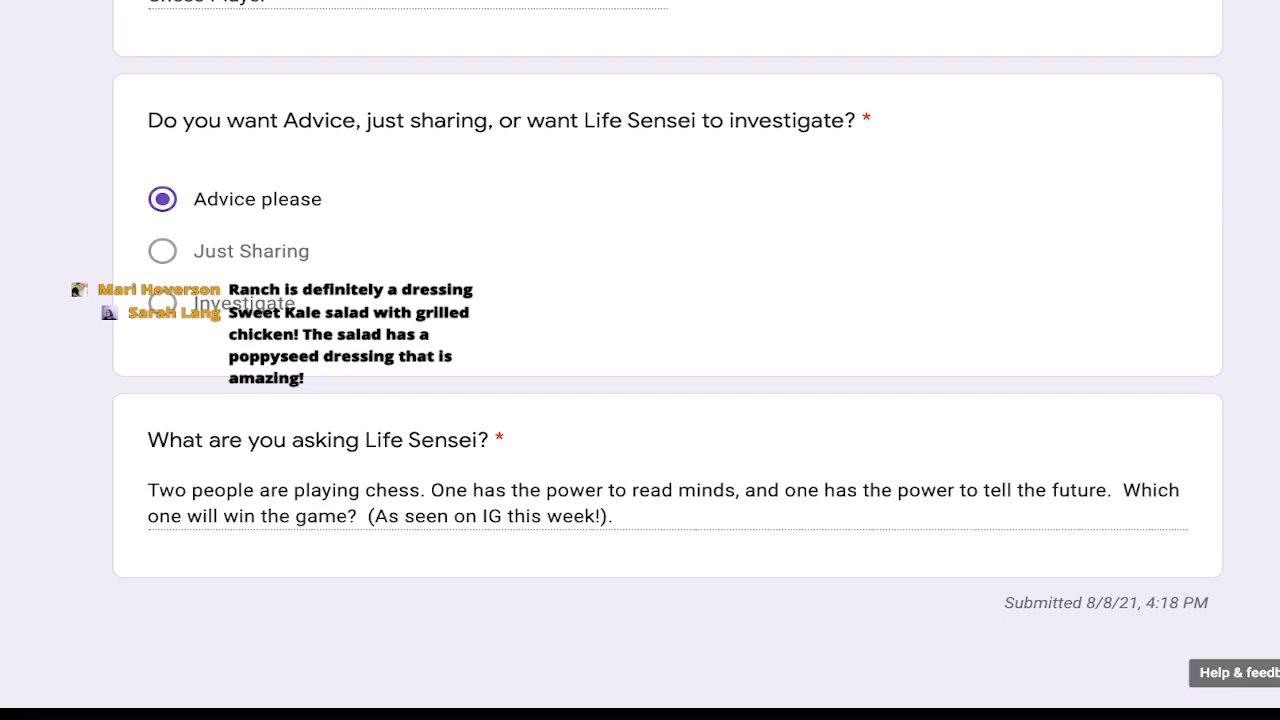 Chess Player
Do you want Advice, just sharing, or want Life Sensei to investigate? *
Advice please
Just Sharing
Investigate
Mari Hoverson Ranch is definitely a dressing
Sarah Lang Sweet Kale salad with grilled
chicken! The salad has a
poppyseed dressing that is
amazing!
What are you asking Life Sensei? *
Two people are playing chess. One has the power to read minds, and one has the power to tell the future. Which
one will win the game? (As seen on IG this week!).
Submitted 8/8/21, 4:18 PM
Help & feedb